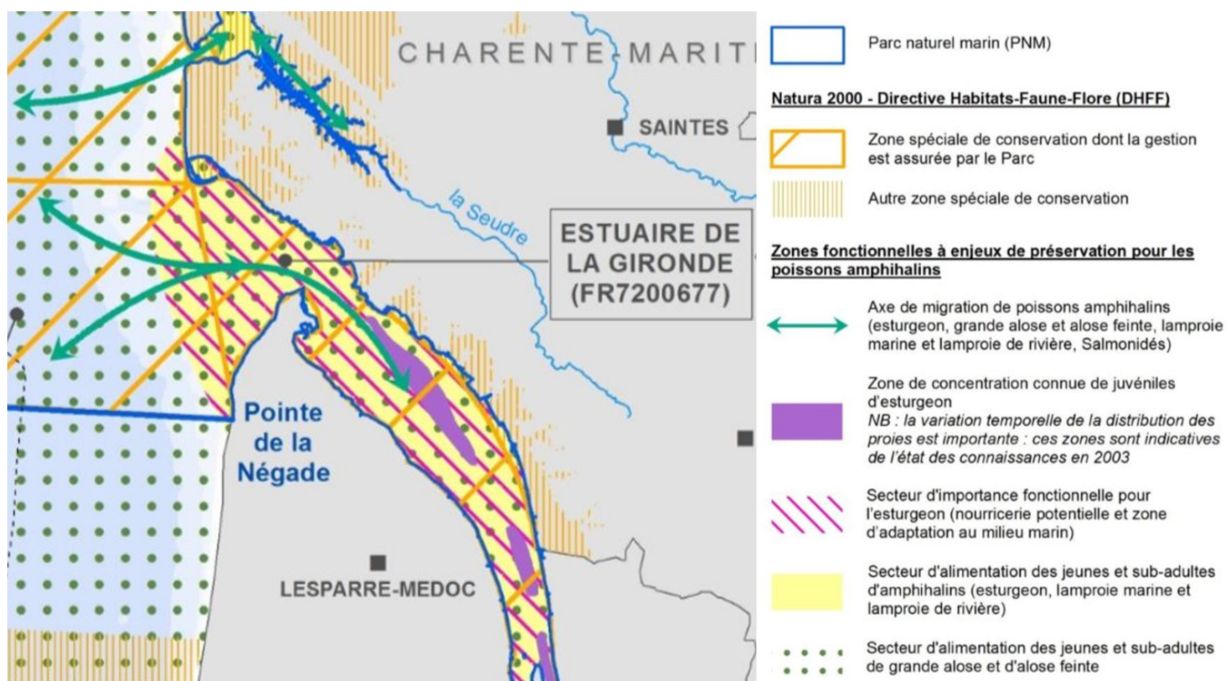 CHARENTE-MARITI
SAINTES
la Seudre
ESTUAIRE DE
LA GIRONDE
(FR7200677)
Pointe
de la
Négade
LESPARRE-MEDOC
Parc naturel marin (PNM)
Natura 2000 - Directive Habitats-Faune-Flore (DHFF)
Zone spéciale de conservation dont la gestion
est assurée par le Parc
Autre zone spéciale de conservation
Zones fonctionnelles à enjeux de préservation pour les
poissons amphihalins
Axe de migration de poissons amphihalins
(esturgeon, grande alose et alose feinte, lamproie
marine et lamproie de rivière, Salmonidés)
Zone de concentration connue de juvéniles
d'esturgeon
NB : la variation temporelle de la distribution des
proies est importante : ces zones sont indicatives
de l'état des connaissances en 2003
Secteur d'importance fonctionnelle pour
l'esturgeon (nourricerie potentielle et zone
d'adaptation au milieu marin)
Secteur d'alimentation des jeunes et sub-adultes
d'amphihalins (esturgeon, lamproie marine et
lamproie de rivière)
Secteur d'alimentation des jeunes et sub-adultes
de grande alose et d'alose feinte